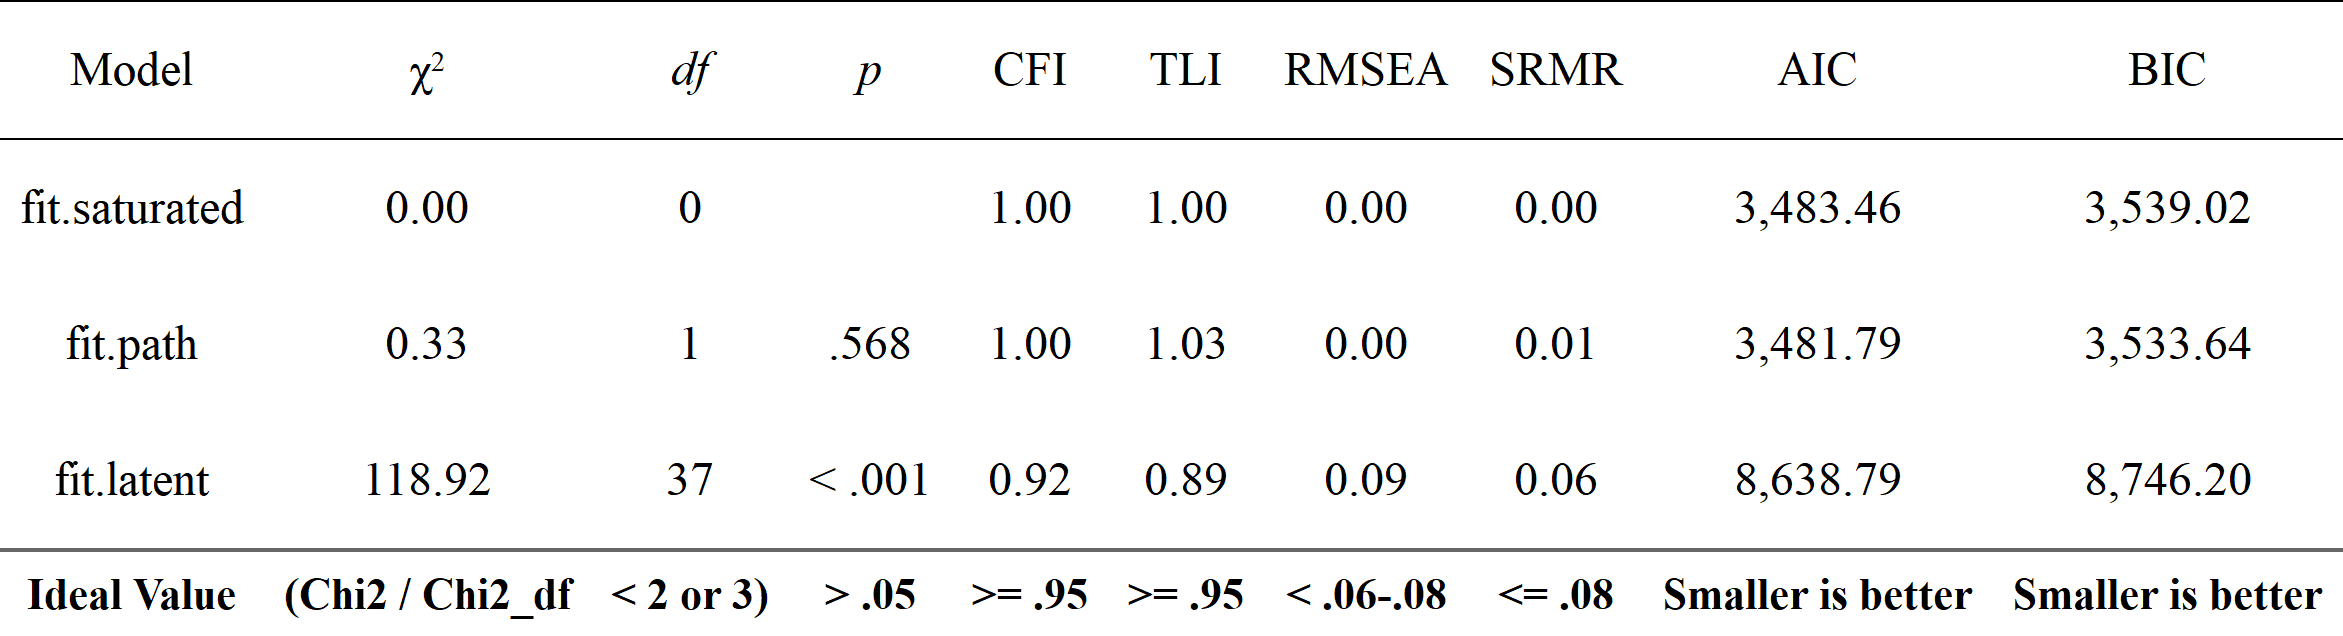 Model χ² df p CFI TLI RMSEA SRMR AIC BIC
fit.saturated 0.00 0 1.00 1.00 0.00 0.00 3,483.46 3,539.02
fit.path 0.33 1 .568 1.00 1.03 0.00 0.01 3,481.79 3,533.64
fit.latent 118.92 37 < .001 0.92 0.89 0.09 0.06 8,638.79 8,746.20
Ideal Value (Chi2 / Chi2_df < 2 or 3) > .05 >= .95 >= .95 < .06-.08 <= .08 Smaller is better Smaller is better